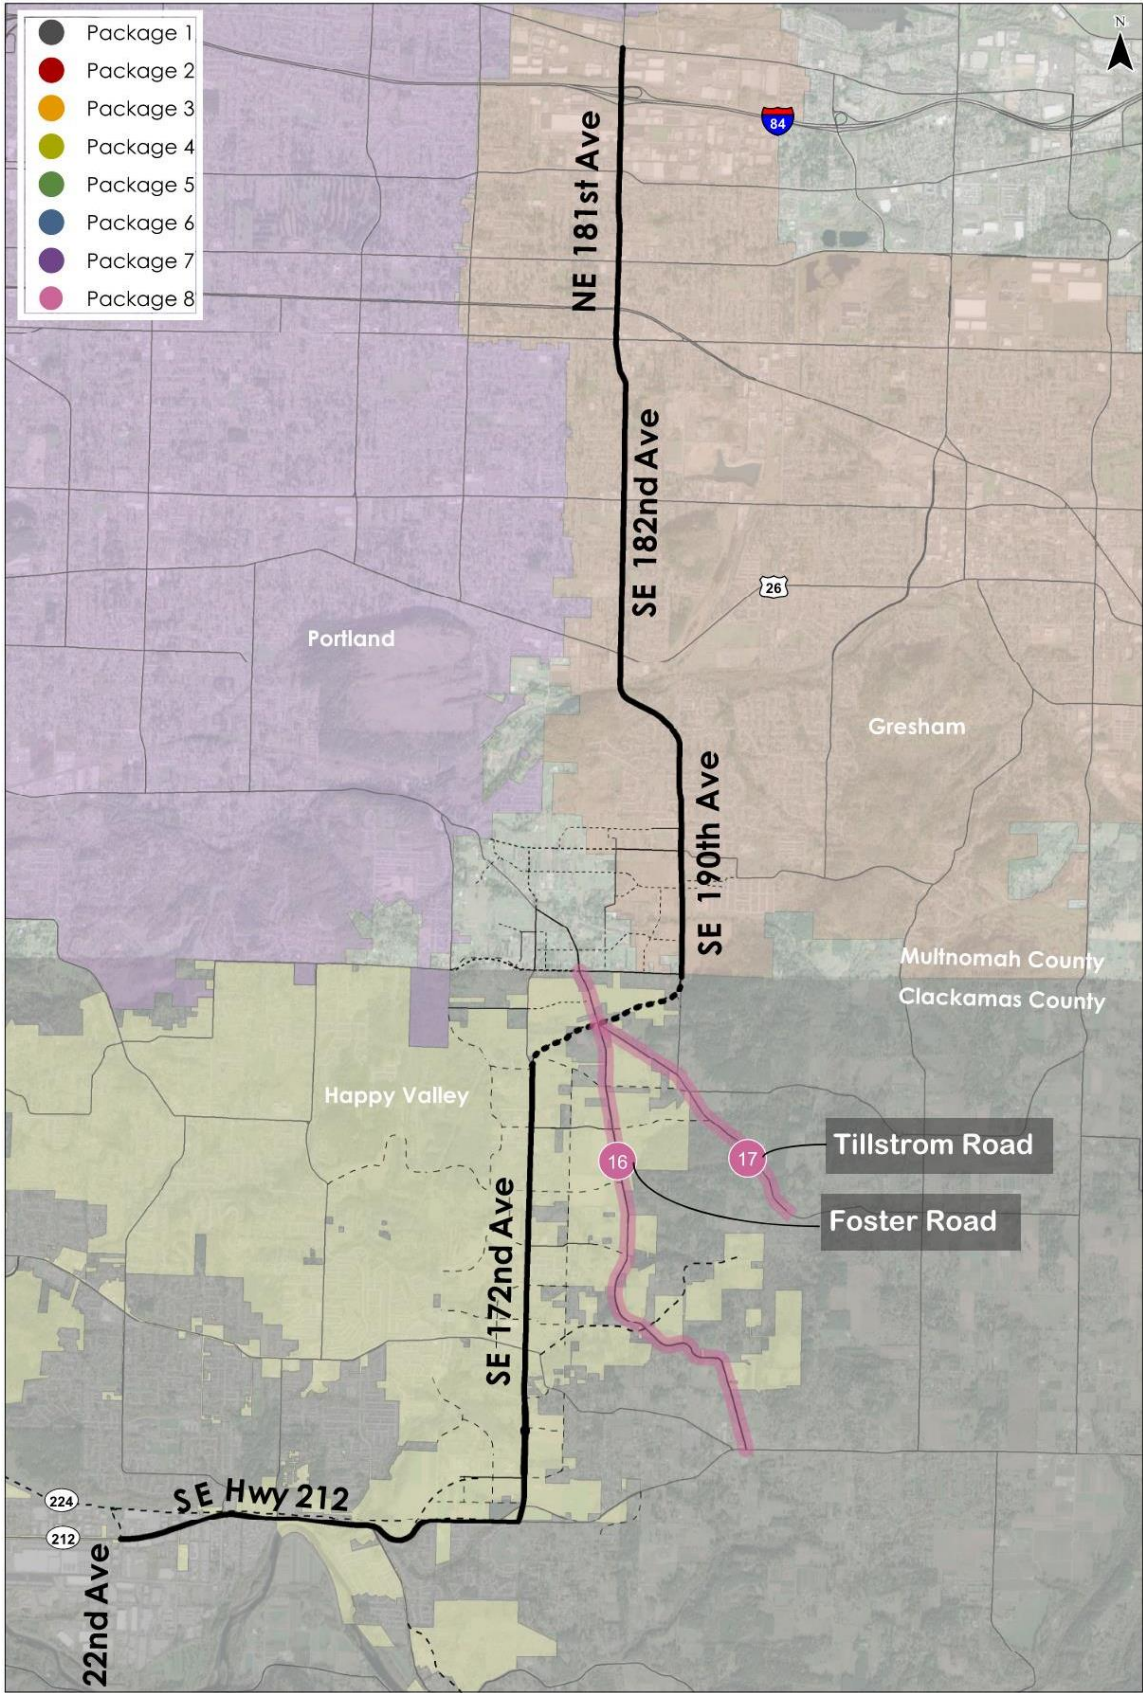 Package 1
Package 2
Package 3
Package 4
Package 5
Package 6
Package 7
Package 8
N
84
NE 181st Ave
SE 182nd Ave
26
Portland
Gresham
SE 190th Ave
Multnomah County
Clackamas County
Happy Valley
16
17
Tillstrom Road
Foster Road
SE 172nd Ave
224
SE Hwy 212
212
22nd Ave